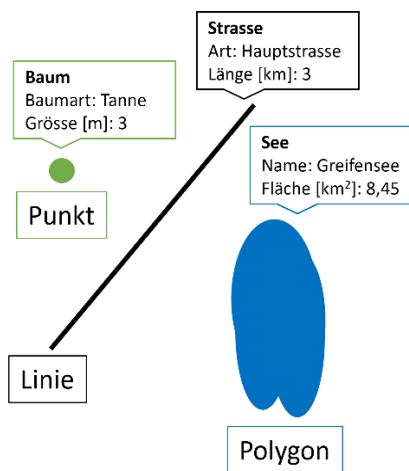 Strasse
Art: Hauptstrasse
Länge [km]: 3
Baum
Baumart: Tanne
Grösse [m]: 3
See
Name: Greifensee
Fläche [km²]: 8,45
Punkt
Linie
Polygon